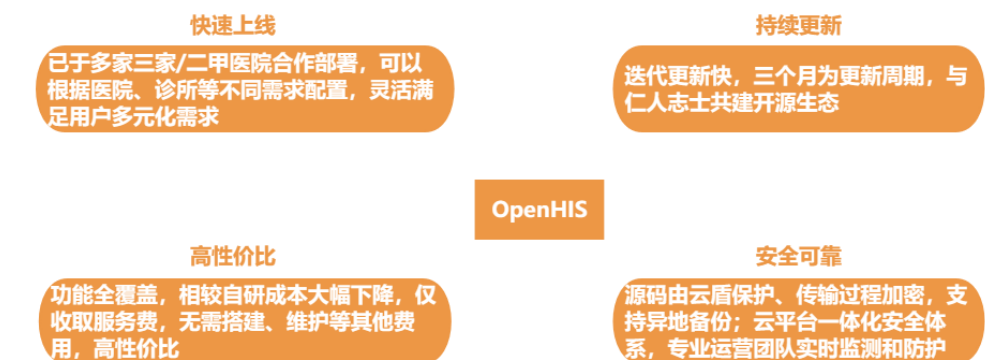 快速上线
已于多家三家/二甲医院合作部署，可以
根据医院、诊所等不同需求配置，灵活满
足用户多元化需求
持续更新
迭代更新快，三个月为更新周期，与
仁人志士共建开源生态
OpenHIS
高性价比
功能全覆盖，相较自研成本大幅下降，仅
收取服务费，无需搭建、维护等其他费
用，高性价比
安全可靠
源码由云盾保护、传输过程加密，支
持异地备份；云平台一体化安全体
系，专业运营团队实时监测和防护